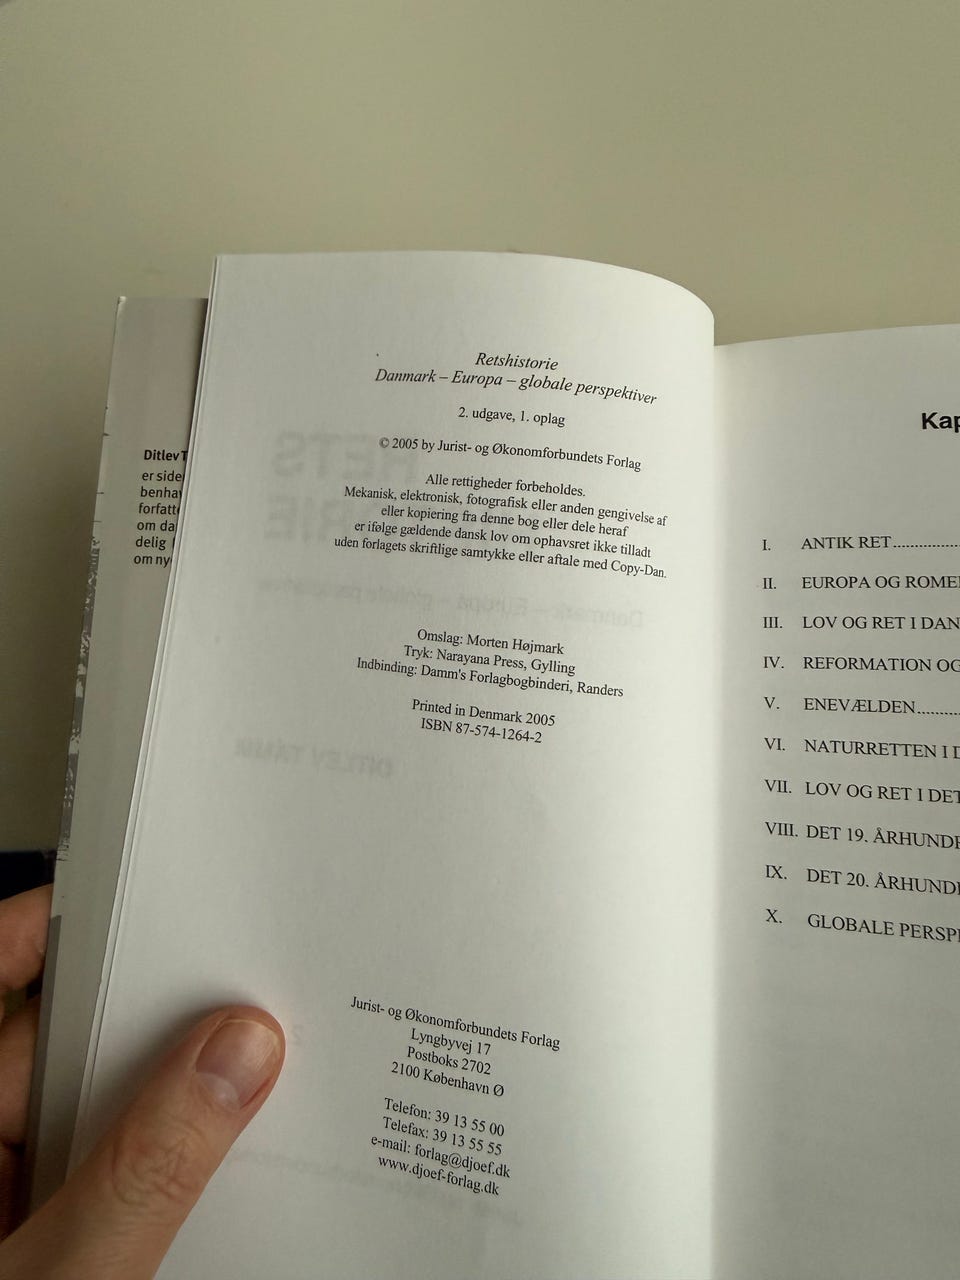 Ditlev T
er side
benha
forfatt
om da
delig
om ny
Retshistorie
Danmark – Europa – globale perspektiver
2. udgave, 1. oplag
© 2005 by Jurist- og Økonomforbundets Forlag
Alle rettigheder forbeholdes.
Mekanisk, elektronisk, fotografisk eller anden gengivelse af
eller kopiering fra denne bog eller dele heraf
er ifølge gældende dansk lov om ophavsret ikke tilladt
uden forlagets skriftlige samtykke eller aftale med Copy-Dan.
Omslag: Morten Højmark
Tryk: Narayana Press, Gylling
Indbinding: Damm's Forlagbogbinderi, Randers
Printed in Denmark 2005
ISBN 87-574-1264-2
Jurist- og Økonomforbundets Forlag
Lyngbyvej 17
Postboks 2702
2100 København Ø
Telefon: 39 13 55 00
Telefax: 39 13 55 55
e-mail: forlag@djoef.dk
www.djoef-forlag.dk
Kap
I. ANTIK RET
II. EUROPA OG ROME
III. LOV OG RET I DAN
IV. REFORMATION OG
V. ENEVÆLDEN
VI. NATURRETTEN I D
VII. LOV OG RET I DET
VIII. DET 19. ÅRHUNDE
IX. DET 20. ÅRHUNDE
X. GLOBALE PERSP